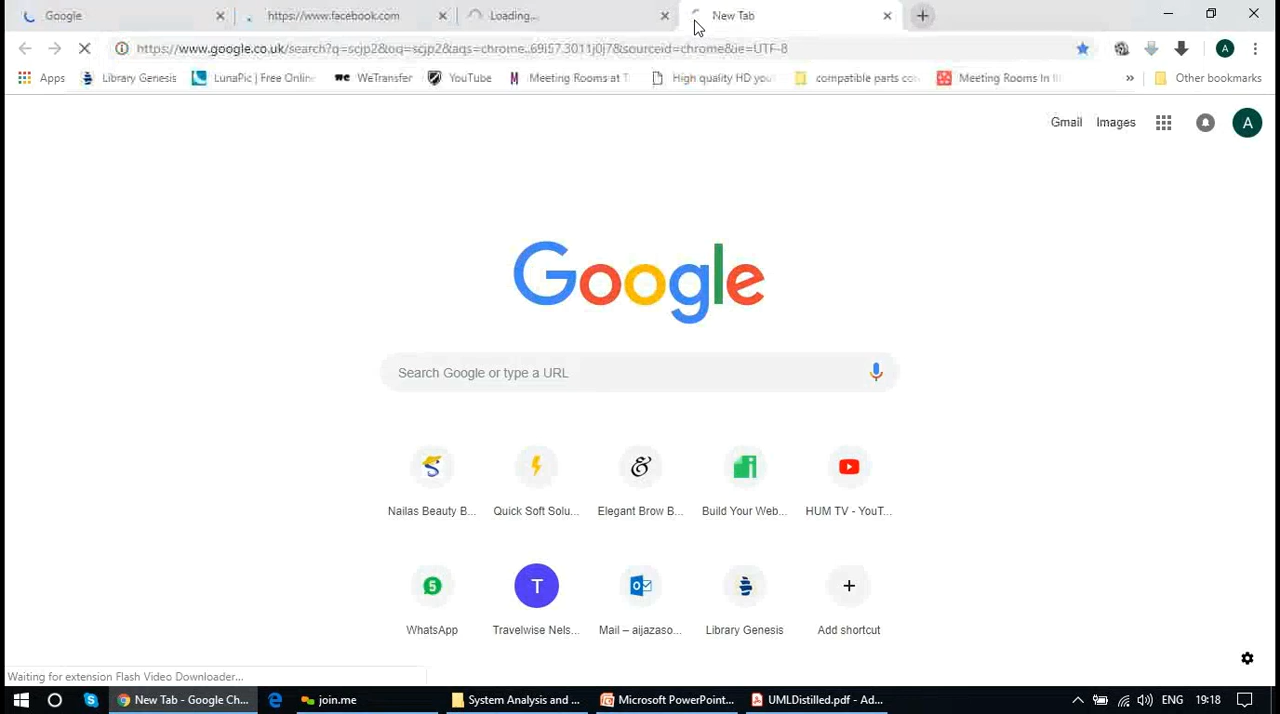 Google https://www.facebook.com Loading... New Tab
https://www.google.co.uk/search?q=scjp2&oq=scjp2&aqs=chrome..69i57.3011j0j7&sourceid=chrome&ie=UTF-8 A
Apps Library Genesis LunaPic | Free Online WeTransfer YouTube Meeting Rooms at T High quality HD you compatible parts co Meeting Rooms In » Other bookmarks
Gmail Images A
Google
Search Google or type a URL
Nailas Beauty B... Quick Soft Solu... Elegant Brow B... Build Your Web... HUM TV - YouT...
5 T
WhatsApp Travelwise Nels... Mail – aijazaso... Library Genesis Add shortcut
Waiting for extension Flash Video Downloader...
New Tab - Google Ch... join.me System Analysis and ... Microsoft PowerPoint... UMLDistilled.pdf - Ad... ENG 19:18